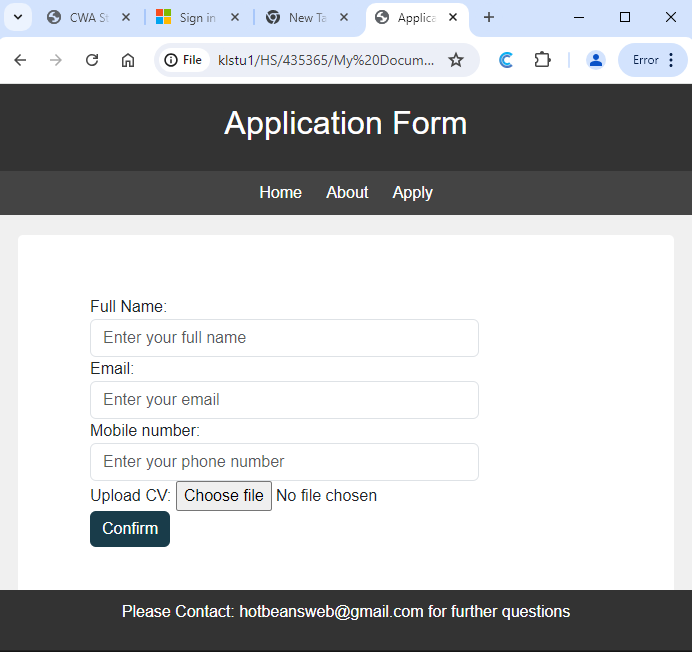 CWA St
Sign in
New Ta
Applica
File
klstu1/HS/435365/My%20Docum...
Error
Application Form
Home About Apply
Full Name:
Enter your full name
Email:
Enter your email
Mobile number:
Enter your phone number
Upload CV: Choose file No file chosen
Confirm
Please Contact: hotbeansweb@gmail.com for further questions